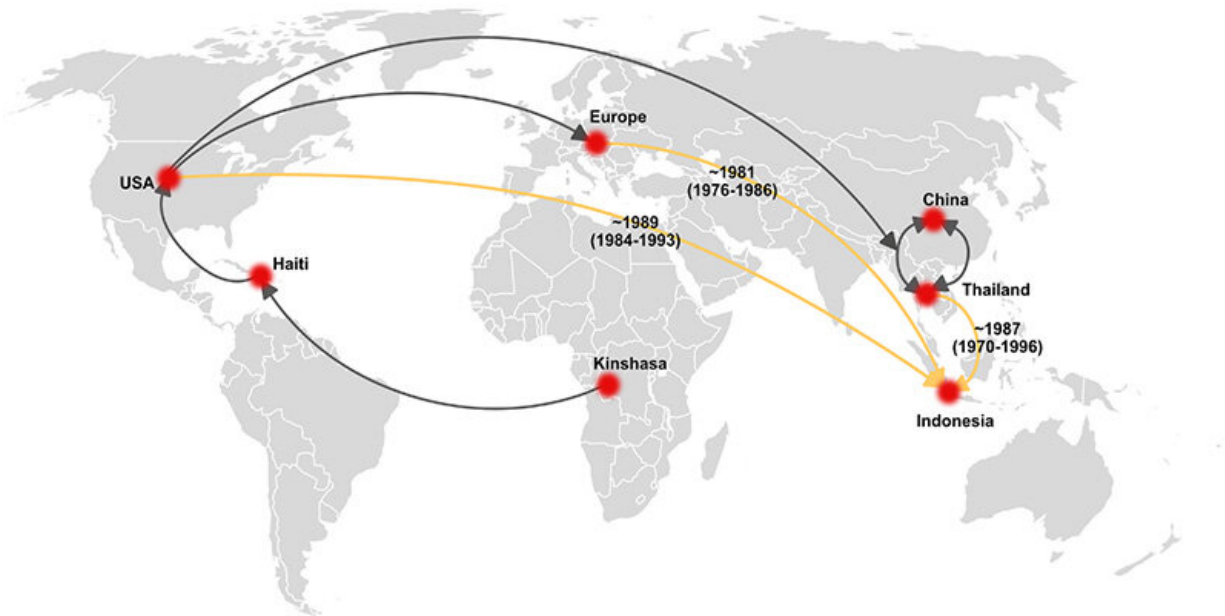 Europe
~1981
(1976-1986)
USA
China
~1989
(1984-1993)
Haiti
Thailand
~1987
(1970-1996)
Kinshasa
Indonesia